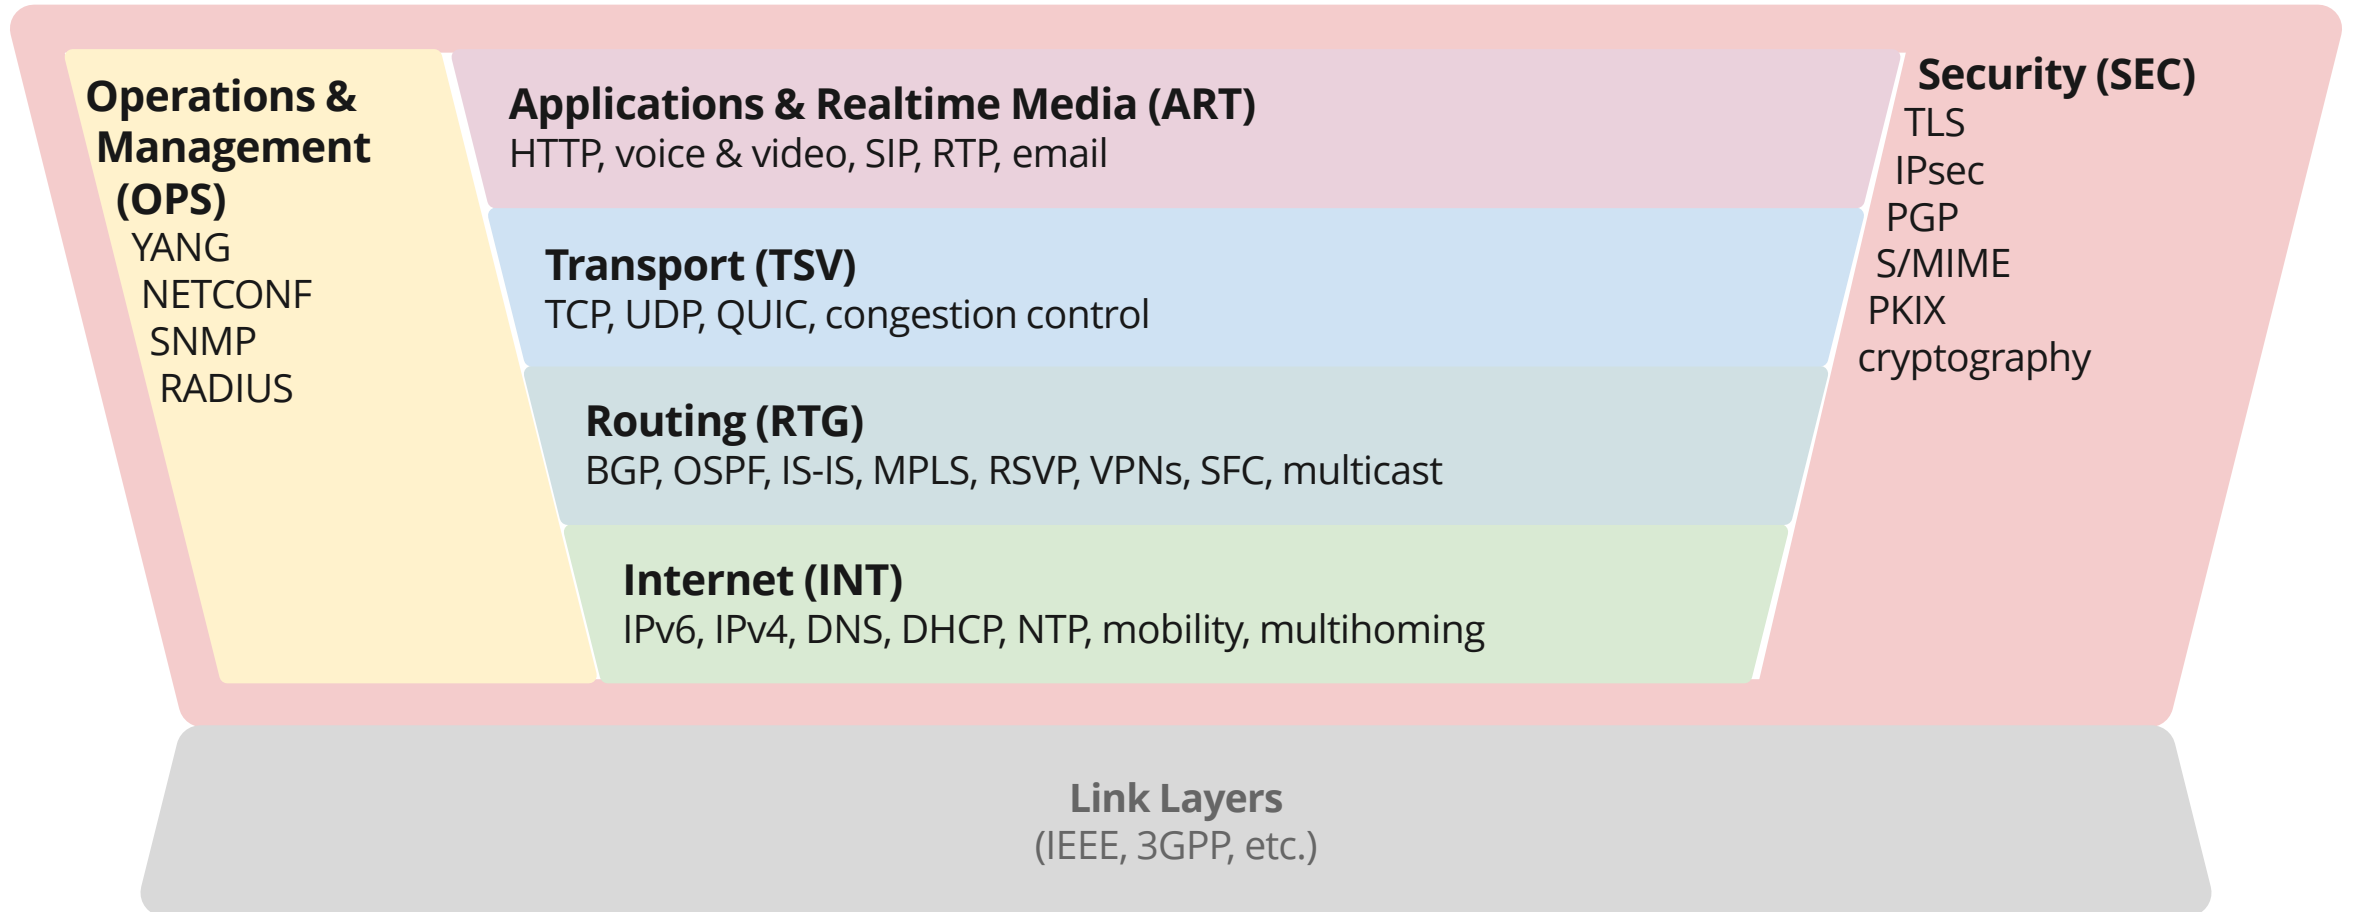 Operations &
Management
(OPS)
YANG
NETCONF
SNMP
RADIUS
Applications & Realtime Media (ART)
HTTP, voice & video, SIP, RTP, email
Transport (TSV)
TCP, UDP, QUIC, congestion control
Routing (RTG)
BGP, OSPF, IS-IS, MPLS, RSVP, VPNs, SFC, multicast
Internet (INT)
IPv6, IPv4, DNS, DHCP, NTP, mobility, multihoming
Security (SEC)
TLS
IPsec
PGP
S/MIME
PKIX
cryptography
Link Layers
(IEEE, 3GPP, etc.)